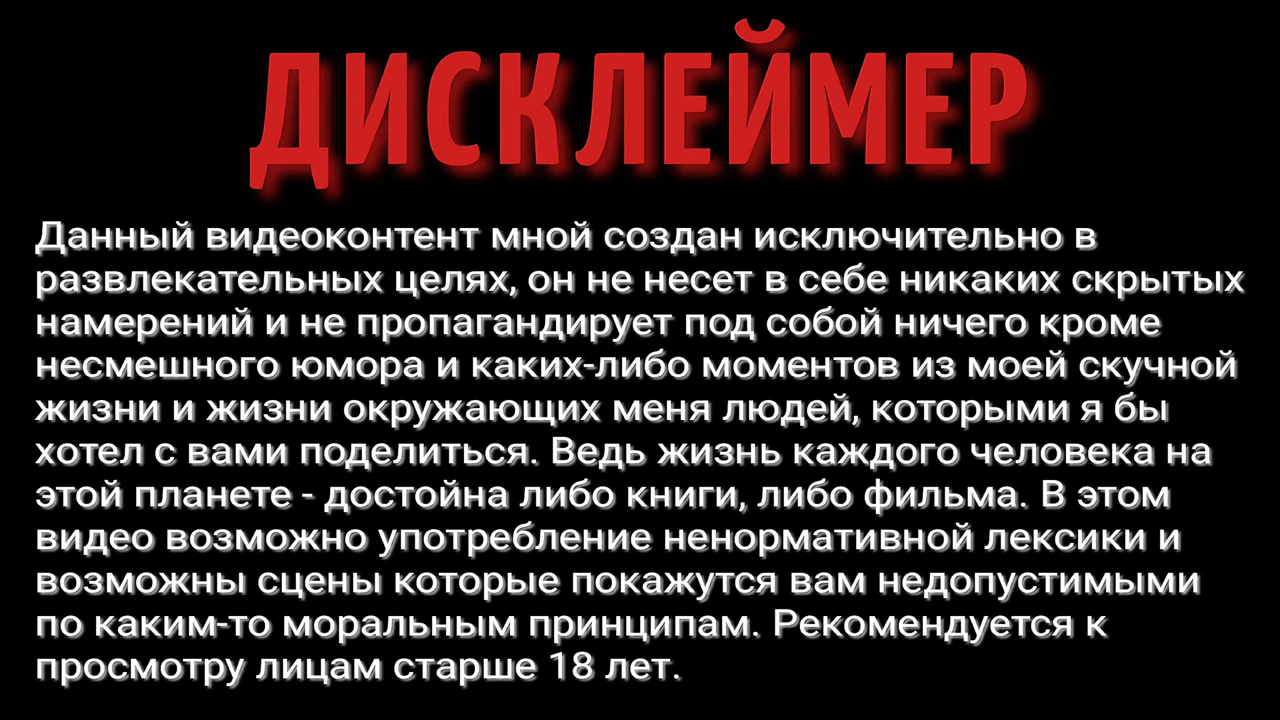 ДИСКЛЕЙМЕР
Данный видеоконтент мной создан исключительно в
развлекательных целях, он не несет в себе никаких скрытых
намерений и не пропагандирует под собой ничего кроме
несмешного юмора и каких-либо моментов из моей скучной
жизни и жизни окружающих меня людей, которыми я бы
хотел с вами поделиться. Ведь жизнь каждого человека на
этой планете - достойна либо книги, либо фильма. В этом
видео возможно употребление ненормативной лексики и
возможны сцены которые покажутся вам недопустимыми
по каким-то моральным принципам. Рекомендуется к
просмотру лицам старше 18 лет.